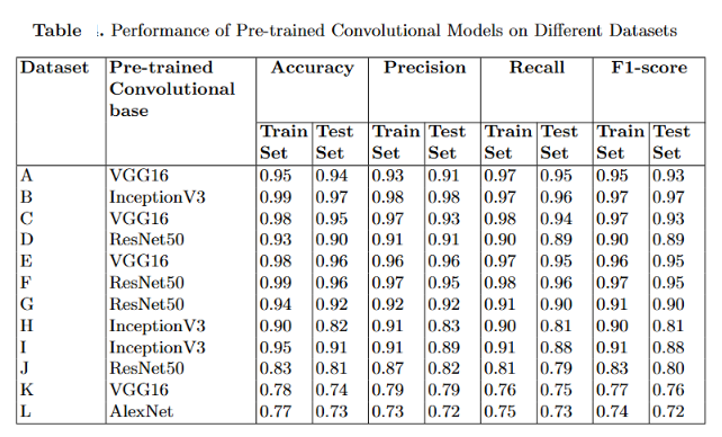 Table . Performance of Pre-trained Convolutional Models on Different Datasets
Dataset Pre-trained Convolutional base Accuracy Precision Recall F1-score
Train Set Test Set Train Set Test Set Train Set Test Set Train Set Test Set
A VGG16 0.95 0.94 0.93 0.91 0.97 0.95 0.95 0.93
B InceptionV3 0.99 0.97 0.98 0.98 0.97 0.96 0.97 0.97
C VGG16 0.98 0.95 0.97 0.93 0.98 0.94 0.97 0.93
D ResNet50 0.93 0.90 0.91 0.91 0.90 0.89 0.90 0.89
E VGG16 0.98 0.96 0.96 0.96 0.97 0.95 0.96 0.95
F ResNet50 0.99 0.96 0.97 0.95 0.98 0.96 0.97 0.95
G ResNet50 0.94 0.92 0.92 0.92 0.91 0.90 0.91 0.90
H InceptionV3 0.90 0.82 0.91 0.83 0.90 0.81 0.90 0.81
I InceptionV3 0.95 0.91 0.91 0.89 0.91 0.88 0.91 0.88
J ResNet50 0.83 0.81 0.87 0.82 0.81 0.79 0.83 0.80
K VGG16 0.78 0.74 0.79 0.79 0.76 0.75 0.77 0.76
L AlexNet 0.77 0.73 0.73 0.72 0.75 0.73 0.74 0.72